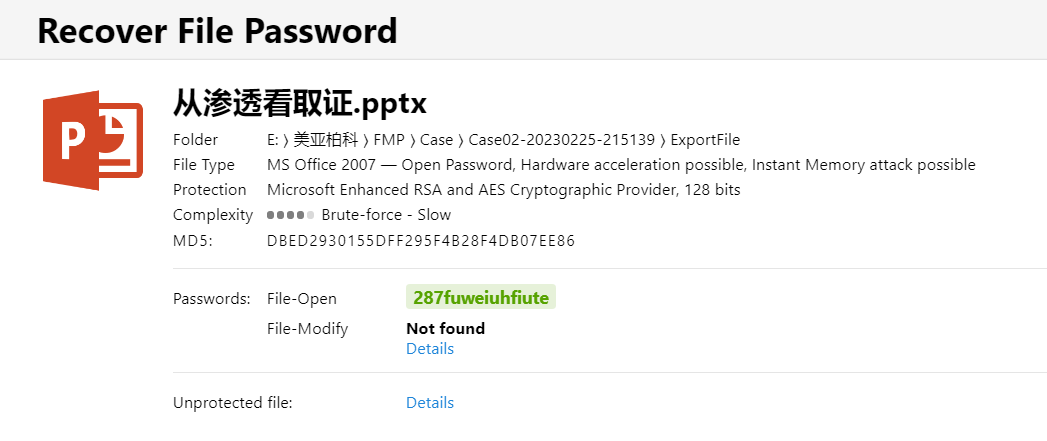 Recover File Password
P
从渗透看取证.pptx
Folder E: 〉美亚柏科 〉FMP 〉Case 〉Case02-20230225-215139 〉ExportFile
File Type MS Office 2007 — Open Password, Hardware acceleration possible, Instant Memory attack possible
Protection Microsoft Enhanced RSA and AES Cryptographic Provider, 128 bits
Complexity Brute-force - Slow
MD5: DBED2930155DFF295F4B28F4DB07EE86
Passwords: File-Open 287fuweiuhfiute
File-Modify Not found
Details
Unprotected file: Details